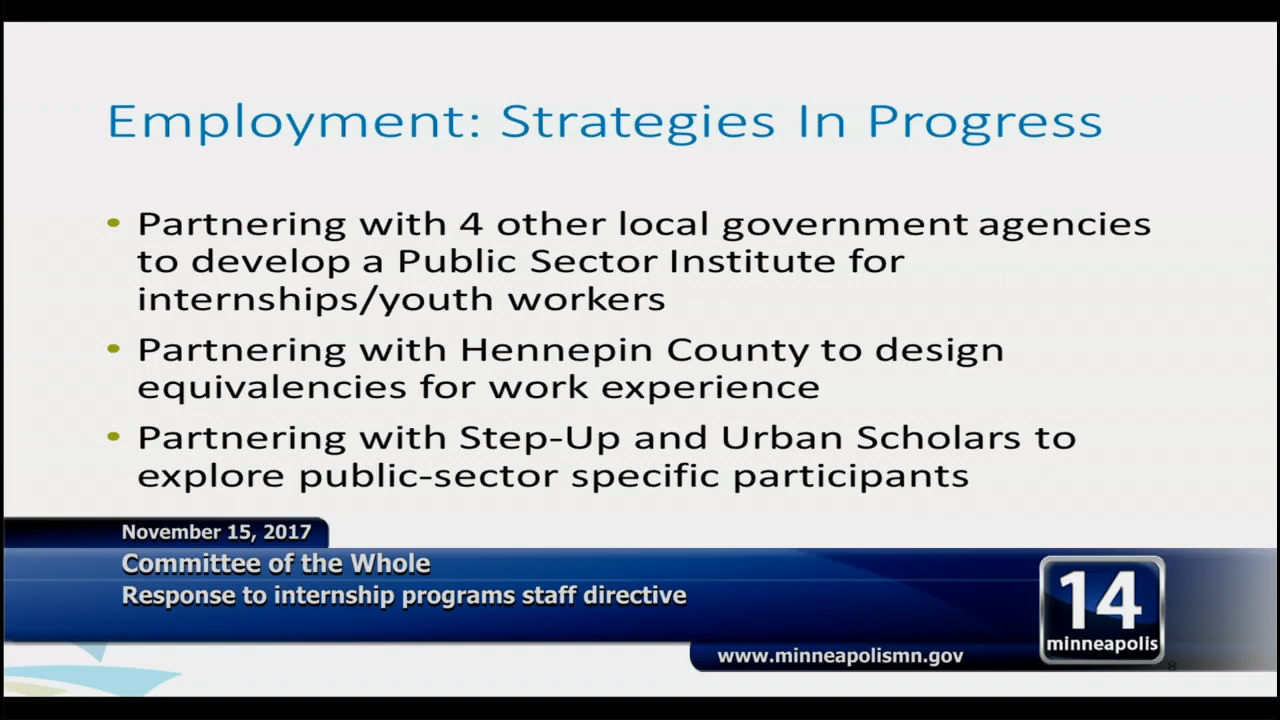 Employment: Strategies In Progress
• Partnering with 4 other local government agencies
to develop a Public Sector Institute for
internships/youth workers
• Partnering with Hennepin County to design
equivalencies for work experience
• Partnering with Step-Up and Urban Scholars to
explore public-sector specific participants
November 15, 2017
Committee of the Whole
Response to internship programs staff directive
14
minneapolis
www.minneapolismn.gov
8